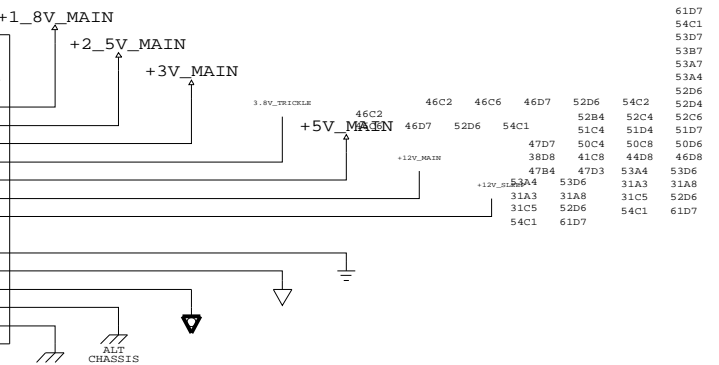 61D7
+1_8V_MAIN
54C1
53D7
+2_5V_MAIN
53B7
53A7
+3V_MAIN
53A4
52D6
3.8V_TRICKLE 46C2 46C6 46D7 52D6 54C2 52D4
46C2 52B4 52C4 52C6
+5V_MAIN 46D7 52D6 54C1 51C4 51D4 51D7
47D7 50C4 50C8 50D6
+12V_MAIN 38D8 41C8 44D8 46D8
47B4 47D3 53A4 53D6
+12V_SLEEP 53A4 53D6 31A3 31A8
31A3 31A8 31C5 52D6
31C5 52D6 54C1 61D7
54C1 61D7
ALT
CHASSIS